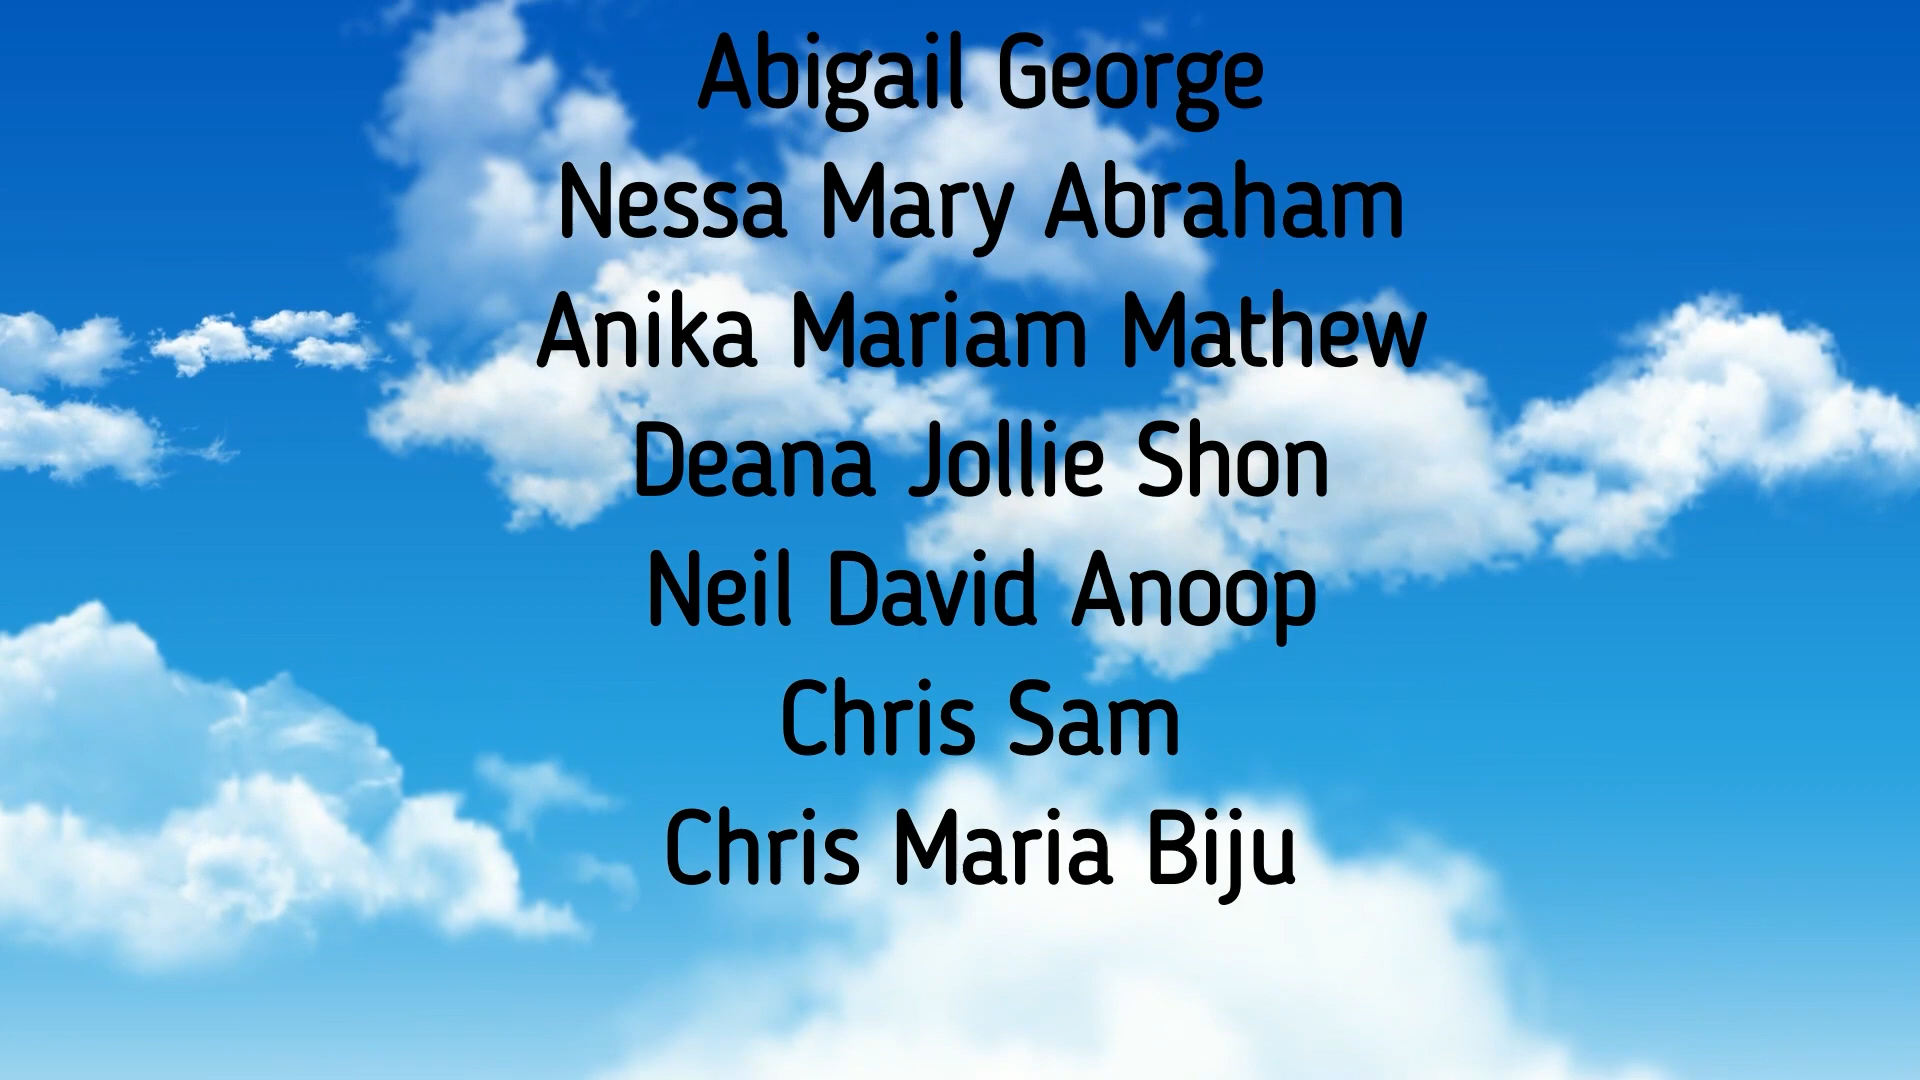 Abigail George
Nessa Mary Abraham
Anika Mariam Mathew
Deana Jollie Shon
Neil David Anoop
Chris Sam
Chris Maria Biju